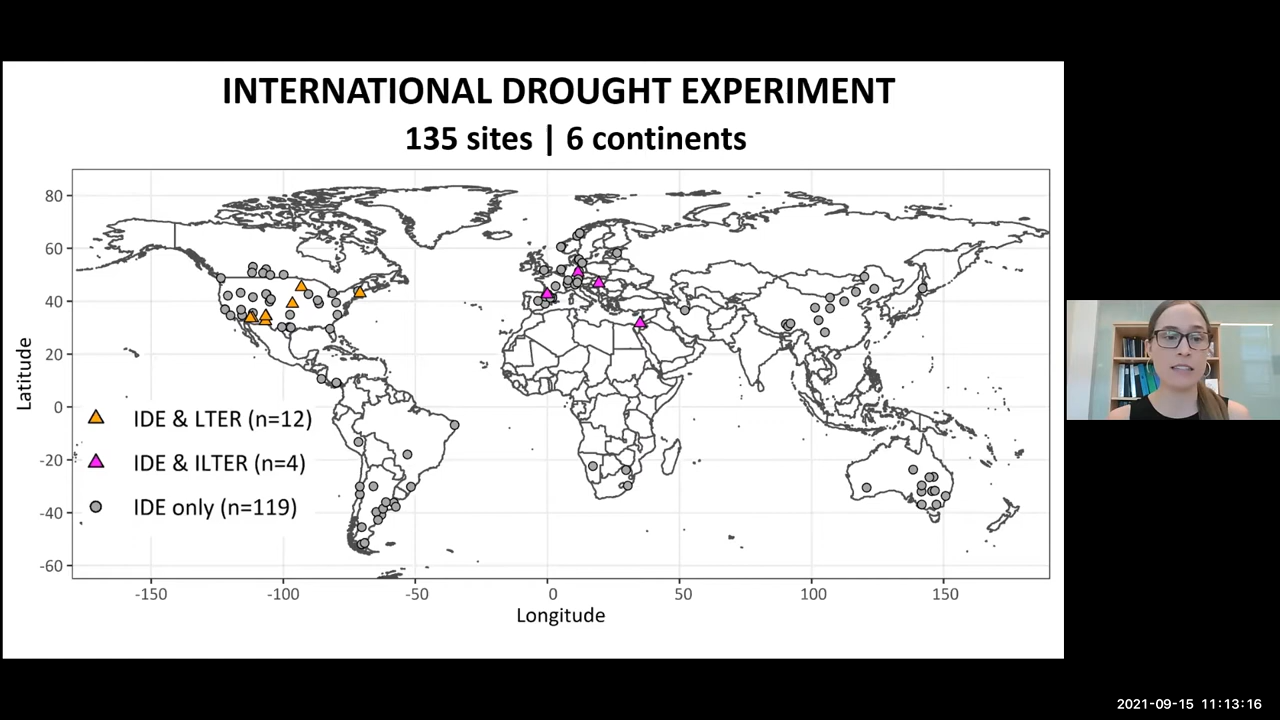 INTERNATIONAL DROUGHT EXPERIMENT
135 sites | 6 continents
80
60
40
20
0
-20
-40
-60
Latitude
IDE & LTER (n=12)
IDE & ILTER (n=4)
IDE only (n=119)
-150 -100 -50 0 50 100 150
Longitude
2021-09-15 11:13:16